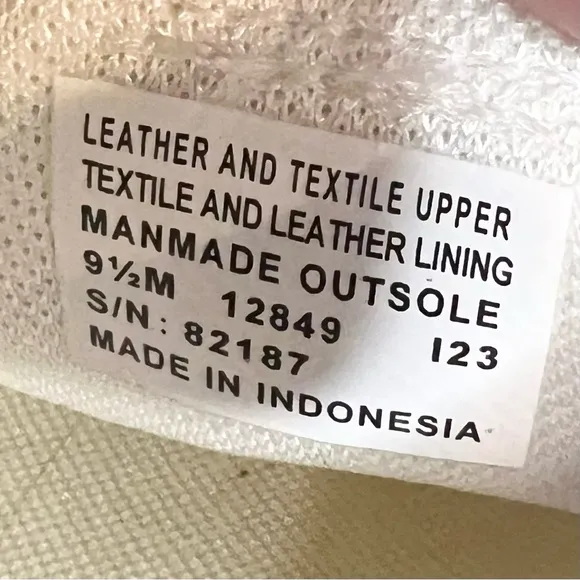 LEATHER AND TEXTILE UPPER
TEXTILE AND LEATHER LINING
MANMADE OUTSOLE
9½M 12849 I23
S/N: 82187
MADE IN INDONESIA